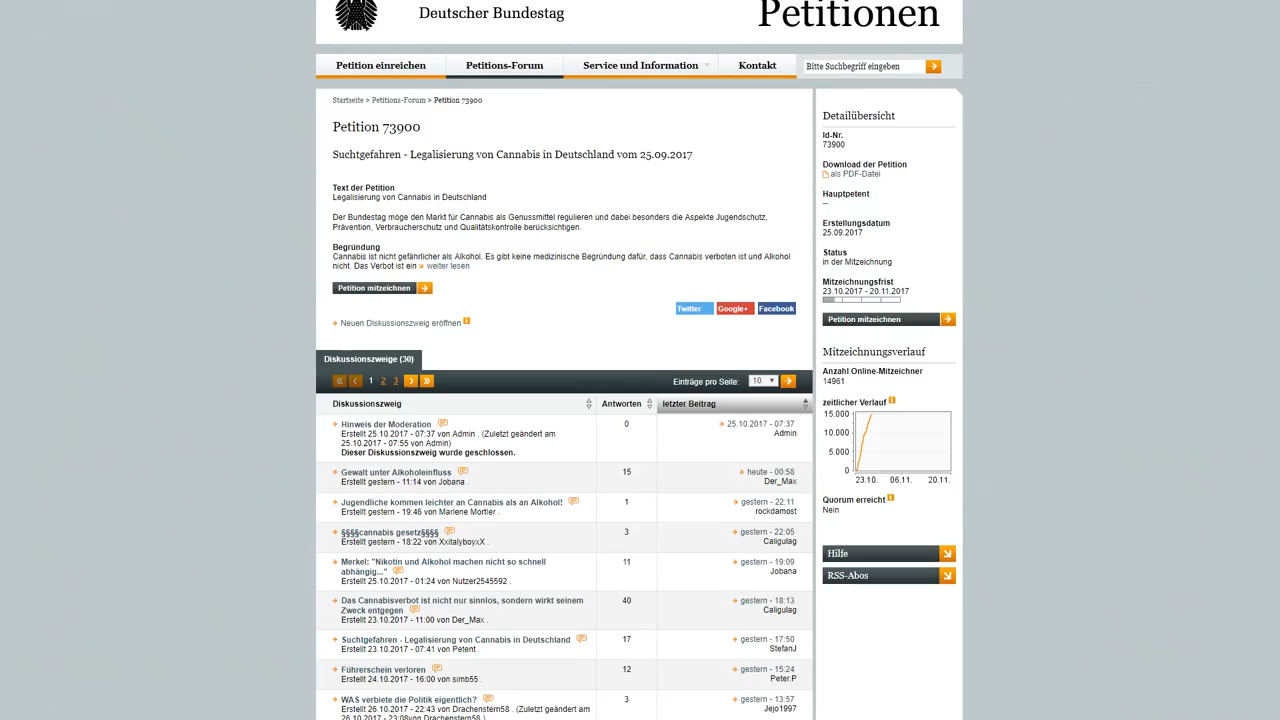 Deutscher Bundestag
Petitionen
Petition einreichen
Petitions-Forum
Service und Information
Kontakt
Bitte Suchbegriff eingeben
Startseite > Petitions-Forum > Petition 73900
Petition 73900
Suchtgefahren - Legalisierung von Cannabis in Deutschland vom 25.09.2017
Text der Petition
Legalisierung von Cannabis in Deutschland
Der Bundestag möge den Markt für Cannabis als Genussmittel regulieren und dabei besonders die Aspekte Jugendschutz,
Prävention, Verbraucherschutz und Qualitätskontrolle berücksichtigen.
Begründung
Cannabis ist nicht gefährlicher als Alkohol. Es gibt keine medizinische Begründung dafür, dass Cannabis verboten ist und Alkohol
nicht. Das Verbot ist ein weiter lesen
Petition mitzeichnen
Twitter
Google+
Facebook
Neuen Diskussionszweig eröffnen
Diskussionszweige (30)
« ‹ 1 2 3 › »
Einträge pro Seite: 10
Diskussionszweig Antworten letzter Beitrag
Hinweis der Moderation 0 25.10.2017 - 07:37
Erstellt 25.10.2017 - 07:37 von Admin . (Zuletzt geändert am Admin
25.10.2017 - 07:55 von Admin)
Dieser Diskussionszweig wurde geschlossen.
Gewalt unter Alkoholeinfluss 15 heute - 00:58
Erstellt gestern - 11:14 von Jobana . Der_Max
Jugendliche kommen leichter an Cannabis als an Alkohol! 1 gestern - 22:11
Erstellt gestern - 19:46 von Marlene Mortler . rockdamost
§§§§cannabis gesetz§§§§ 3 gestern - 22:05
Erstellt gestern - 18:22 von XxitalyboyxX . Caligulag
Merkel: "Nikotin und Alkohol machen nicht so schnell 11 gestern - 19:09
abhängig..." Jobana
Erstellt 25.10.2017 - 01:24 von Nutzer2545592 .
Das Cannabisverbot ist nicht nur sinnlos, sondern wirkt seinem 40 gestern - 18:13
Zweck entgegen Caligulag
Erstellt 23.10.2017 - 11:00 von Der_Max .
Suchtgefahren - Legalisierung von Cannabis in Deutschland 17 gestern - 17:50
Erstellt 23.10.2017 - 07:41 von Petent . StefanJ
Führerschein verloren 12 gestern - 15:24
Erstellt 24.10.2017 - 16:00 von simb55 . Peter.P
WAS verbiete die Politik eigentlich? 3 gestern - 13:57
Erstellt 26.10.2017 - 22:43 von Drachenstern58 . (Zuletzt geändert am Jejo1997
26.10.2017 - 23:08von Drachenstern58 )
Detailübersicht
Id-Nr.
73900
Download der Petition
als PDF-Datei
Hauptpetent
--
Erstellungsdatum
25.09.2017
Status
in der Mitzeichnung
Mitzeichnungsfrist
23.10.2017 - 20.11.2017
Petition mitzeichnen
Mitzeichnungsverlauf
Anzahl Online-Mitzeichner
14961
zeitlicher Verlauf
15.000
10.000
5.000
0
23.10. 06.11. 20.11.
Quorum erreicht
Nein
Hilfe
RSS-Abos